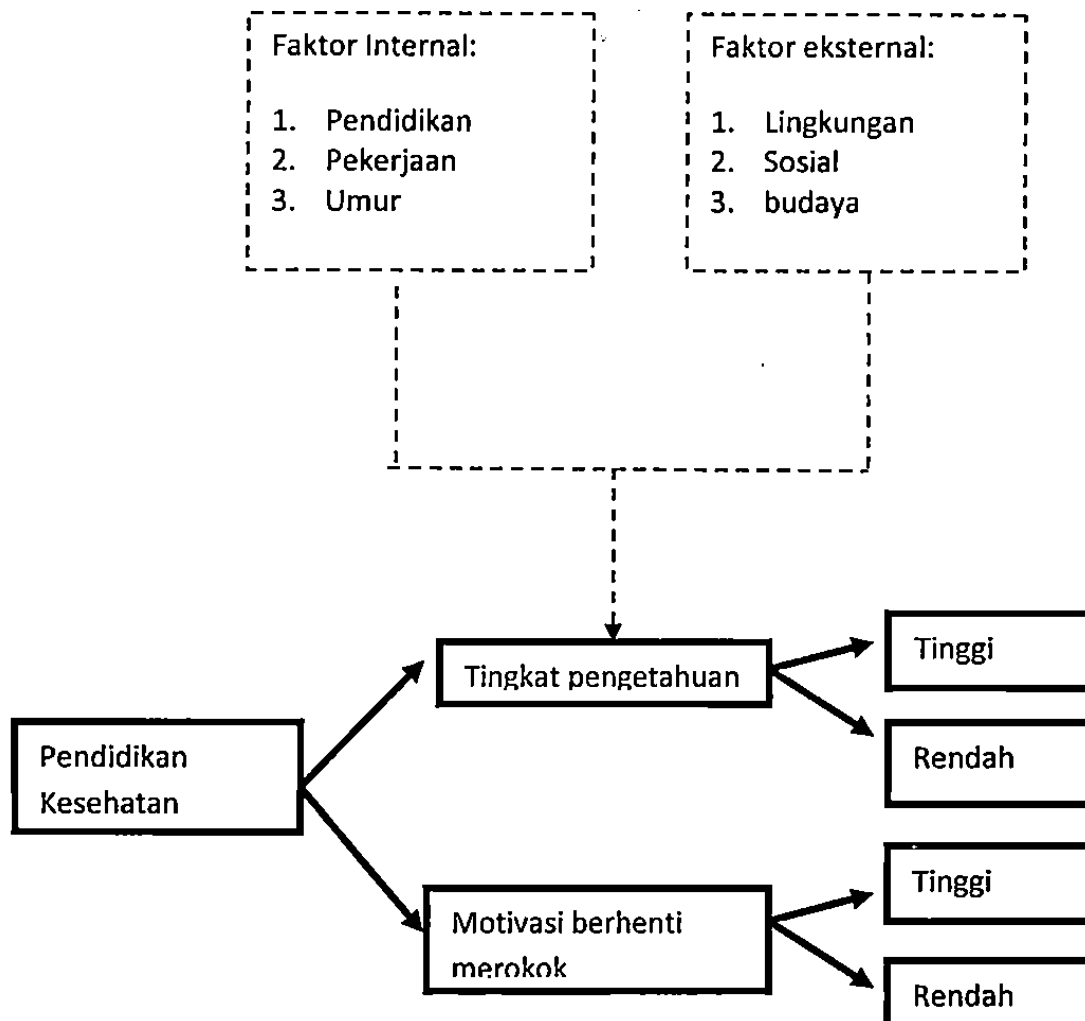 Faktor Internal:
1. Pendidikan
2. Pekerjaan
3. Umur
Faktor eksternal:
1. Lingkungan
2. Sosial
3. budaya
Tingkat pengetahuan
Tinggi
Rendah
Pendidikan
Kesehatan
Motivasi berhenti
merokok
Tinggi
Rendah